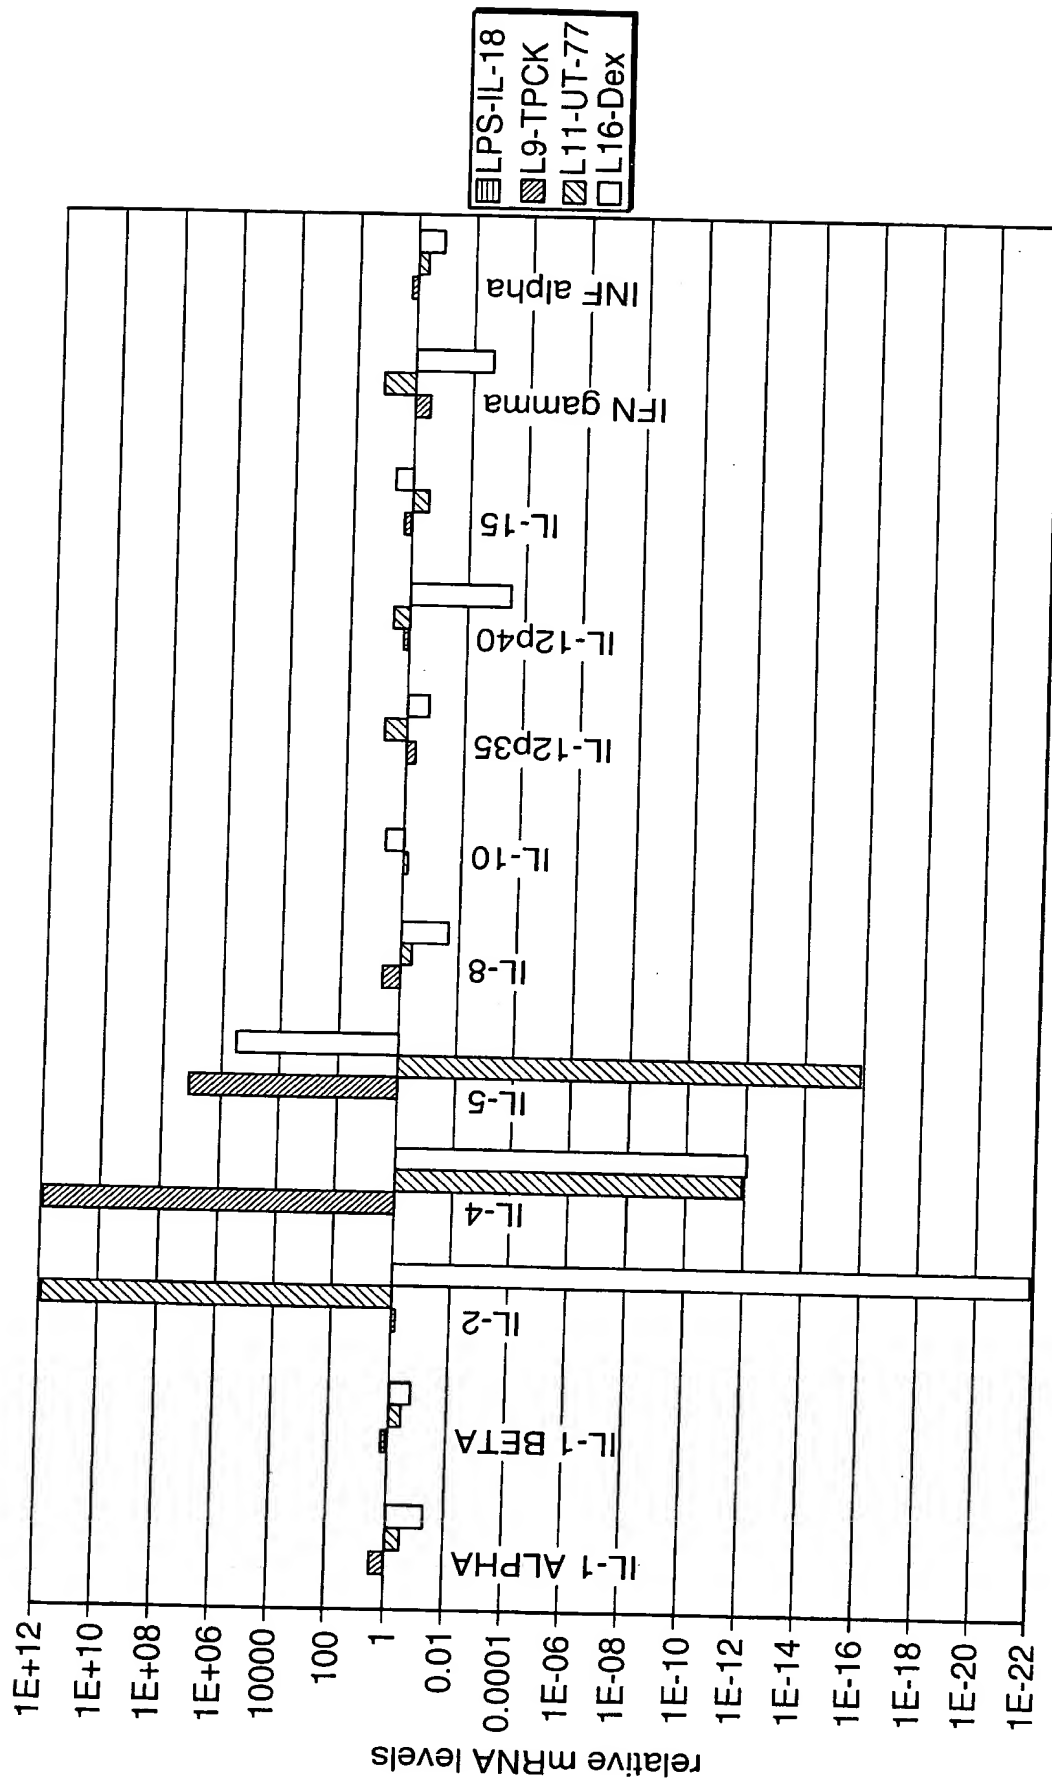 relative mRNA levels
1E+12
1E+10
1E+08
1E+06
10000
100
1
0.01
0.0001
1E-06
1E-08
1E-10
1E-12
1E-14
1E-16
1E-18
1E-20
1E-22
IL-1 ALPHA
IL-1 BETA
IL-2
IL-4
IL-5
IL-8
IL-10
IL-12p35
IL-12p40
IL-15
IFN gamma
INF alpha
LPS-IL-18
L9-TPCK
L11-UT-77
L16-Dex